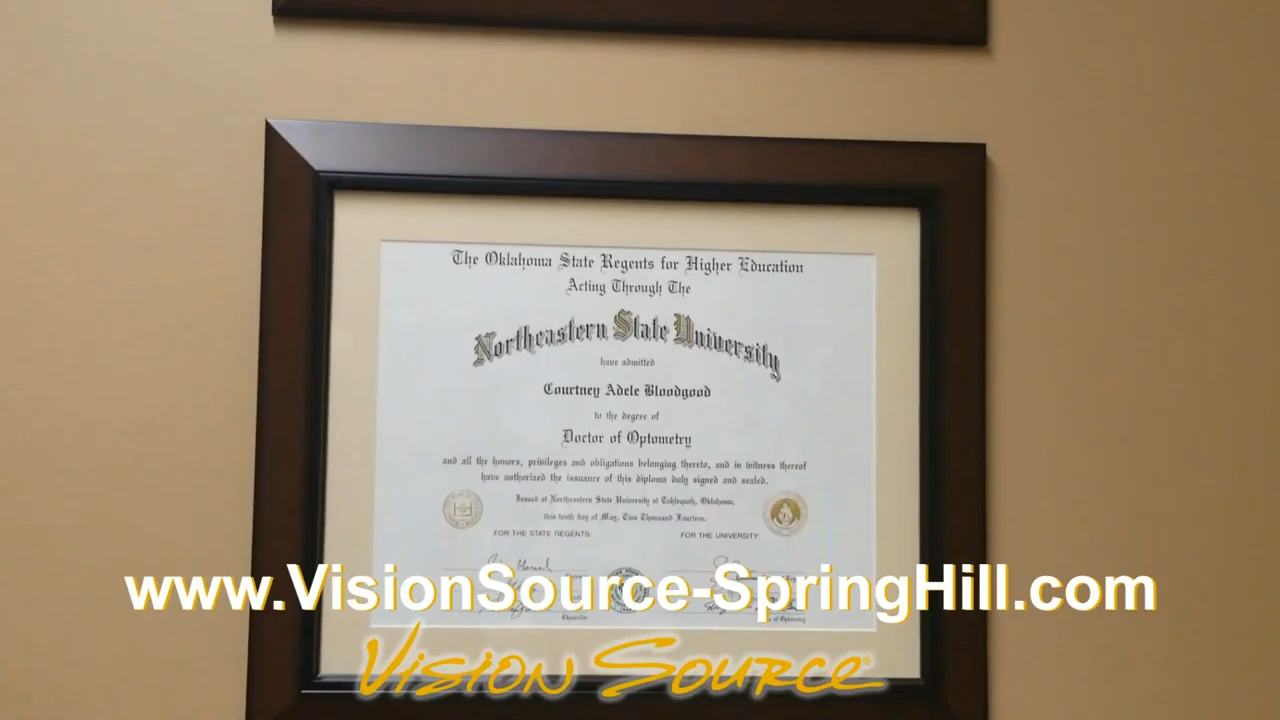 The Oklahoma State Regents for Higher Education
Acting Through The
Northeastern State University
have admitted
Courtney Adele Bloodgood
to the degree of
Doctor of Optometry
and all the honors, privileges and obligations belonging thereto, and in witness thereof
have authorized the issuance of this diploma duly signed and sealed.
Issued at Northeastern State University at Tahlequah, Oklahoma,
this tenth day of May, Two Thousand Fourteen.
FOR THE STATE REGENTS: FOR THE UNIVERSITY:
www.VisionSource-SpringHill.com
Chancellor of Optometry
Vision Source®